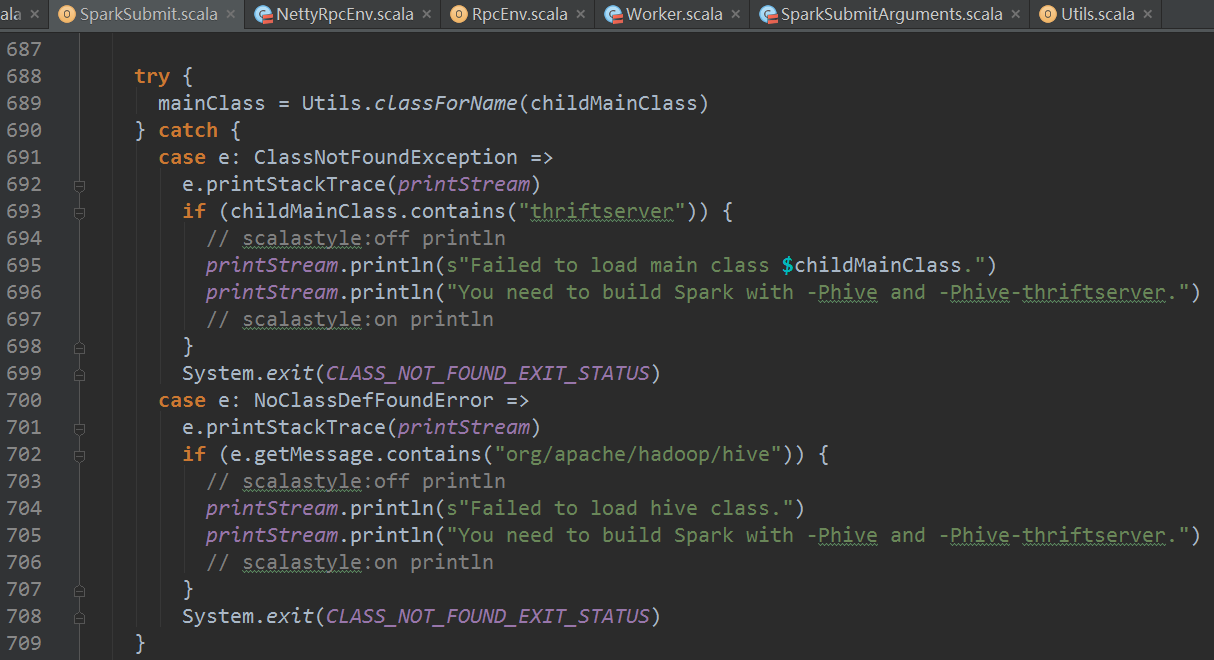 ala × SparkSubmit.scala × NettyRpcEnv.scala × RpcEnv.scala × Worker.scala × SparkSubmitArguments.scala × Utils.scala ×
687
688 try {
689 mainClass = Utils.classForName(childMainClass)
690 } catch {
691 case e: ClassNotFoundException =>
692 e.printStackTrace(printStream)
693 if (childMainClass.contains("thriftserver")) {
694 // scalastyle:off println
695 printStream.println(s"Failed to load main class $childMainClass.")
696 printStream.println("You need to build Spark with -Phive and -Phive-thriftserver.")
697 // scalastyle:on println
698 }
699 System.exit(CLASS_NOT_FOUND_EXIT_STATUS)
700 case e: NoClassDefFoundError =>
701 e.printStackTrace(printStream)
702 if (e.getMessage.contains("org/apache/hadoop/hive")) {
703 // scalastyle:off println
704 printStream.println(s"Failed to load hive class.")
705 printStream.println("You need to build Spark with -Phive and -Phive-thriftserver.")
706 // scalastyle:on println
707 }
708 System.exit(CLASS_NOT_FOUND_EXIT_STATUS)
709 }